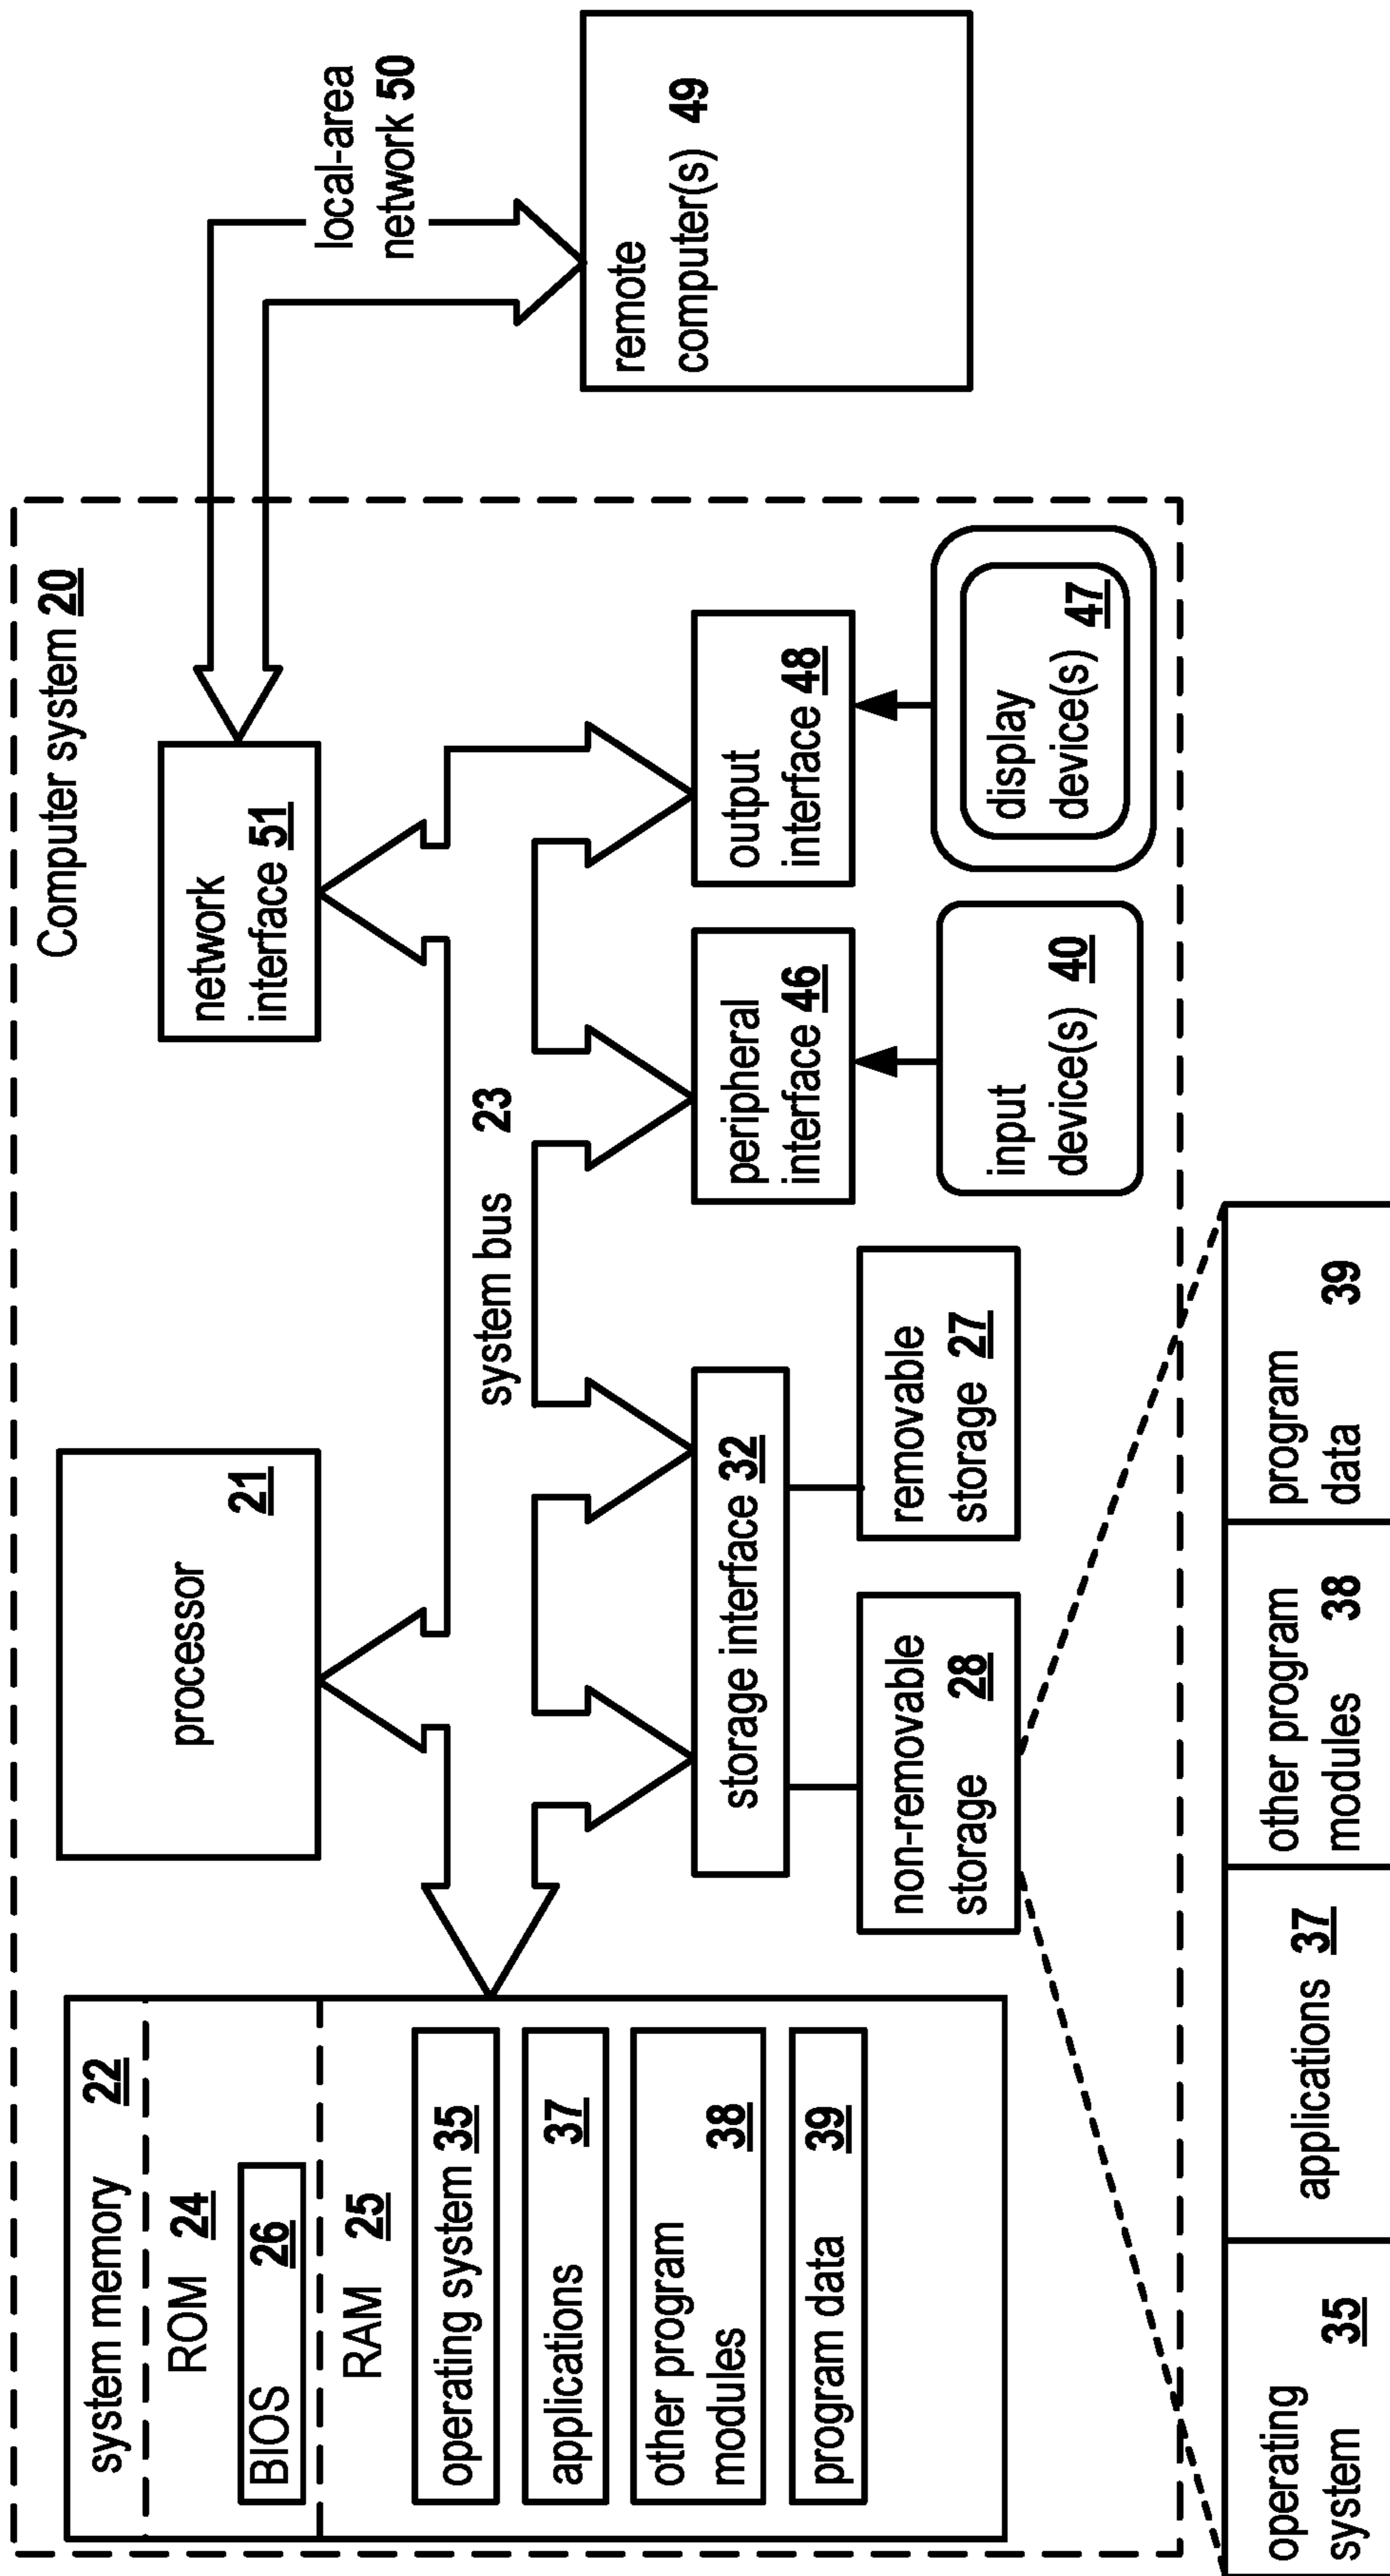 Computer system 20
system memory 22
ROM 24
BIOS 26
RAM 25
operating system 35
applications 37
other program
modules 38
program data 39
processor
21
network
interface 51
local-area
network 50
system bus 23
storage interface 32
non-removable
storage 28
removable
storage 27
peripheral
interface 46
output
interface 48
input
device(s) 40
display
device(s) 47
remote
computer(s) 49
operating
system 35
applications 37
other program
modules 38
program
data 39